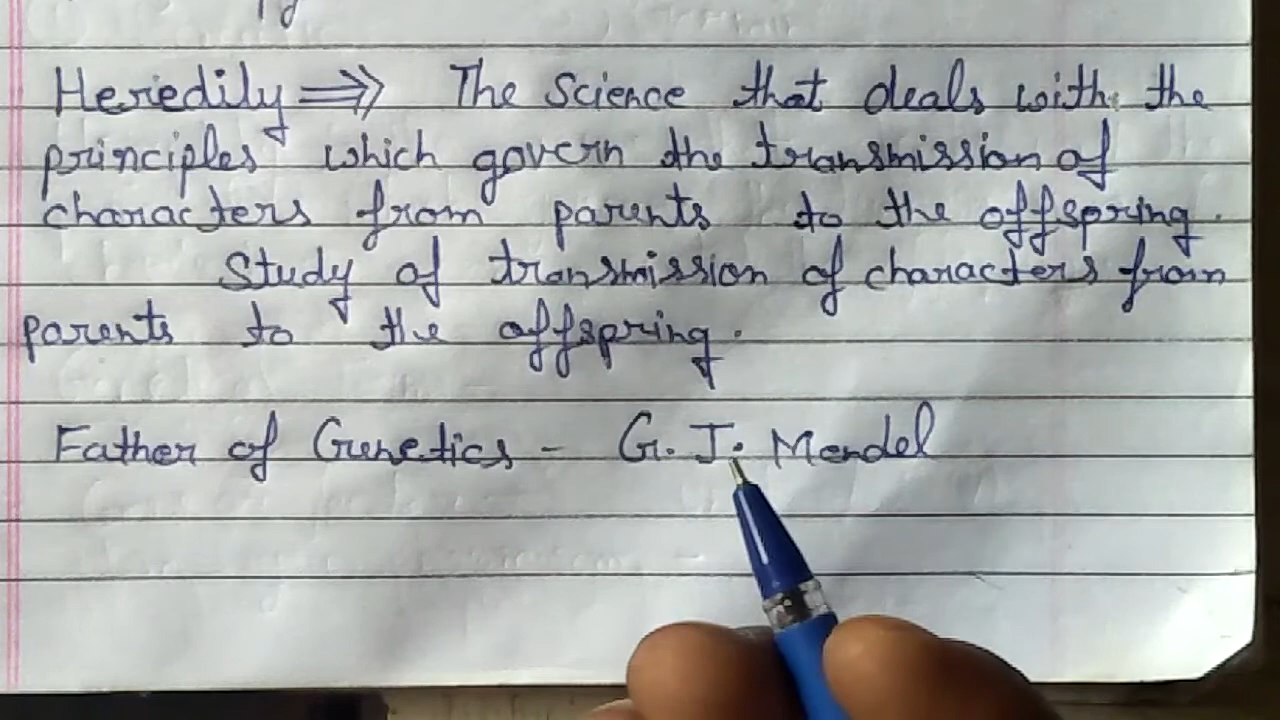 Heredily ⇒ The Science that deals with the
principles which govern the transmission of
characters from parents to the offspring.
Study of transmission of characters from
parents to the offspring.
Father of Genetics - G. J. Mendel